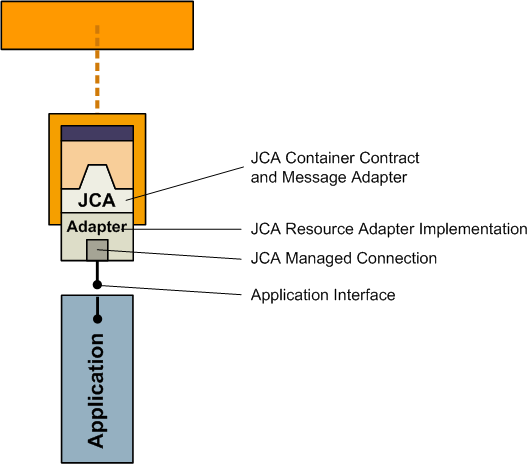 JCA Container Contract
and Message Adapter
JCA
Adapter
JCA Resource Adapter Implementation
JCA Managed Connection
Application Interface
Application